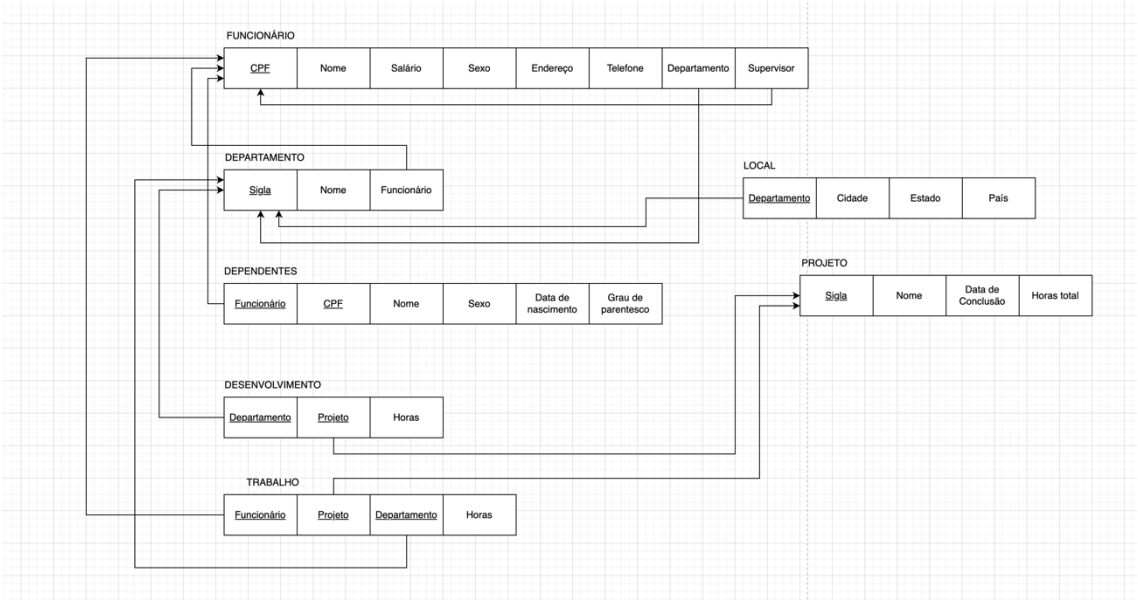 FUNCIONÁRIO
CPF Nome Salário Sexo Endereço Telefone Departamento Supervisor
DEPARTAMENTO
Sigla Nome Funcionário
LOCAL
Departamento Cidade Estado País
DEPENDENTES
Funcionário CPF Nome Sexo Data de nascimento Grau de parentesco
PROJETO
Sigla Nome Data de Conclusão Horas total
DESENVOLVIMENTO
Departamento Projeto Horas
TRABALHO
Funcionário Projeto Departamento Horas